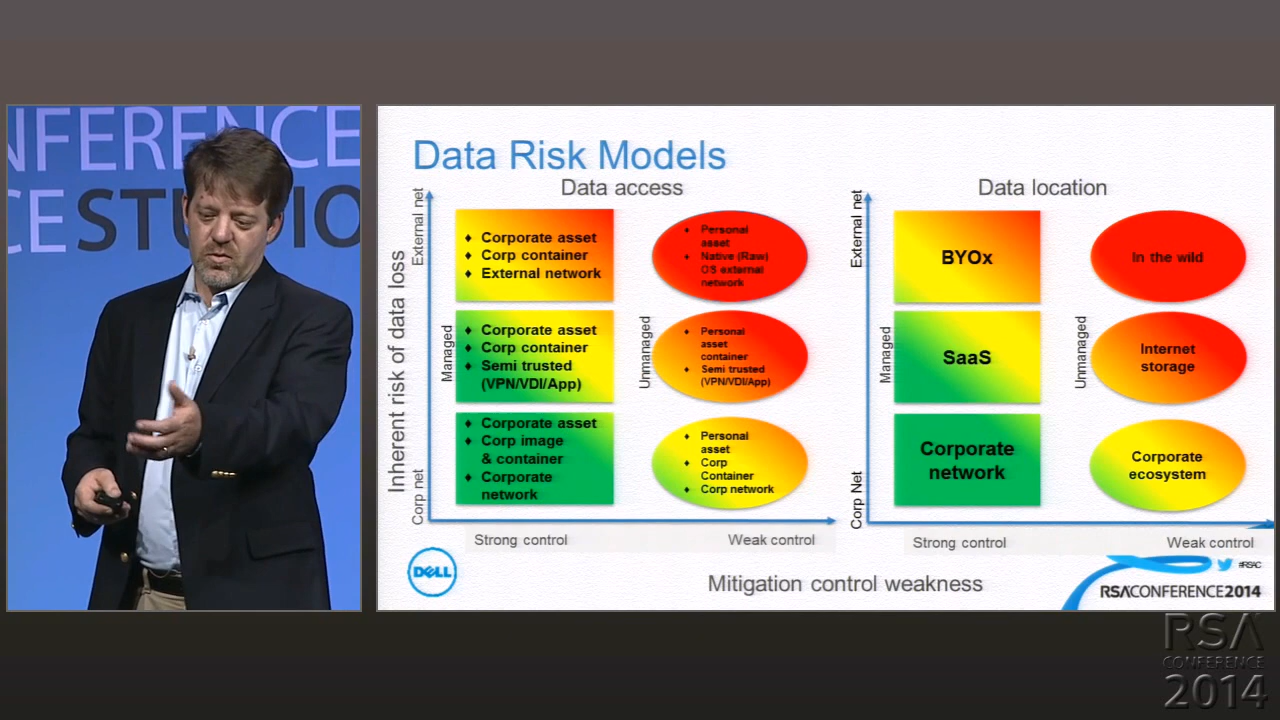 NFERENCE
CE STUDIO
Data Risk Models
Data access
External net
Inherent risk of data loss
Managed
Corp net
♦ Corporate asset
♦ Corp container
♦ External network
♦ Corporate asset
♦ Corp container
♦ Semi trusted
(VPN/VDI/App)
♦ Corporate asset
♦ Corp image
& container
♦ Corporate
network
Unmanaged
♦ Personal
asset
♦ Native (Raw)
OS external
network
♦ Personal
asset
container
♦ Semi trusted
(VPN/VDI/App)
♦ Personal
asset
♦ Corp
Container
♦ Corp network
Strong control
Weak control
Data location
External net
Managed
Corp Net
BYOx
SaaS
Corporate
network
Unmanaged
In the wild
Internet
storage
Corporate
ecosystem
Strong control
Weak control
DELL
Mitigation control weakness
#RSAC
RSACONFERENCE2014
RSA
CONFERENCE
2014